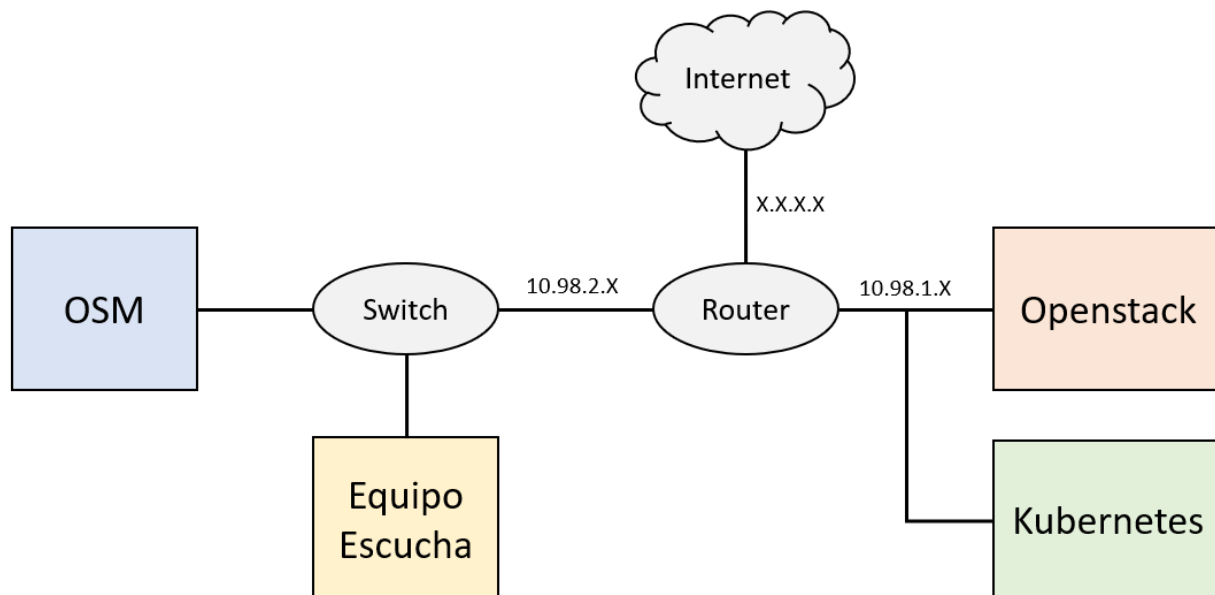 Internet
X.X.X.X
OSM
Switch
10.98.2.X
Router
10.98.1.X
Openstack
Equipo
Escucha
Kubernetes